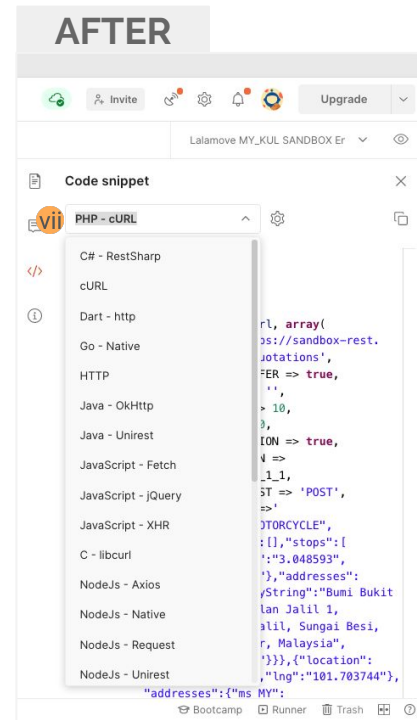 AFTER
Invite
Upgrade
Lalamove MY_KUL SANDBOX Er
Code snippet
vii
PHP - cURL
C# - RestSharp
cURL
Dart - http
Go - Native
HTTP
Java - OkHttp
Java - Unirest
JavaScript - Fetch
JavaScript - jQuery
JavaScript - XHR
C - libcurl
NodeJs - Axios
NodeJs - Native
NodeJs - Request
NodeJs - Unirest
rl, array(
ps://sandbox-rest.
uotations',
FER => true,
'',
> 10,
0,
ION => true,
N =>
_1_1,
ST => 'POST',
=>'
OTORCYCLE",
:[],"stops":[
":"3.048593",
"},"addresses":
yString":"Bumi Bukit
lan Jalil 1,
alil, Sungai Besi,
r, Malaysia",
"}}},{"location":
,"lng":"101.703744"},
"addresses":{"ms MY":
Bootcamp
Runner
Trash